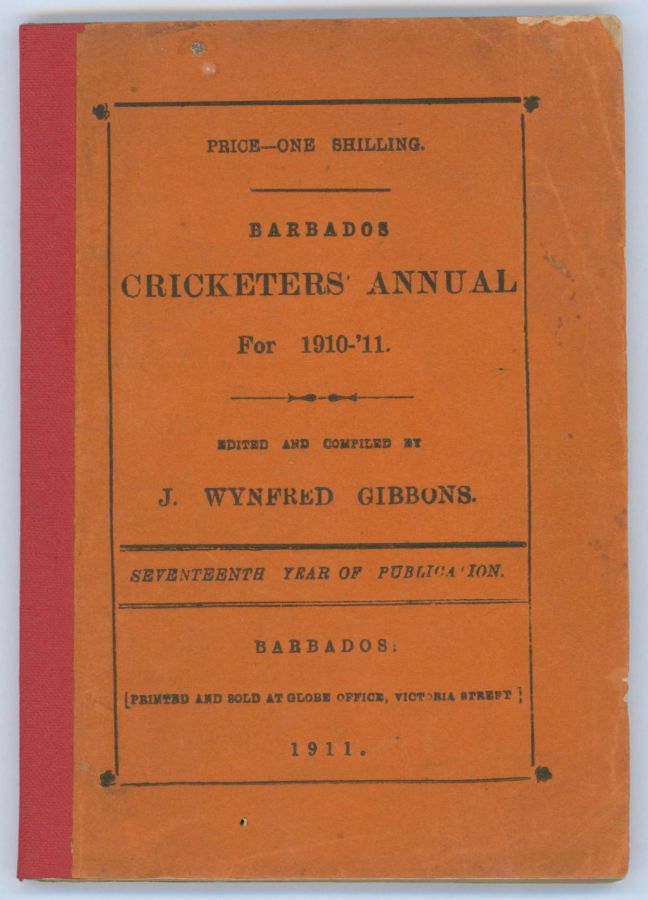 PRICE—ONE SHILLING.
BARBADOS
CRICKETERS' ANNUAL
For 1910-'11.
EDITED AND COMPILED BY
J. WYNFRED GIBBONS.
SEVENTEENTH YEAR OF PUBLICATION.
BARBADOS:
[PRINTED AND SOLD AT GLOBE OFFICE, VICTORIA STREET]
1911.